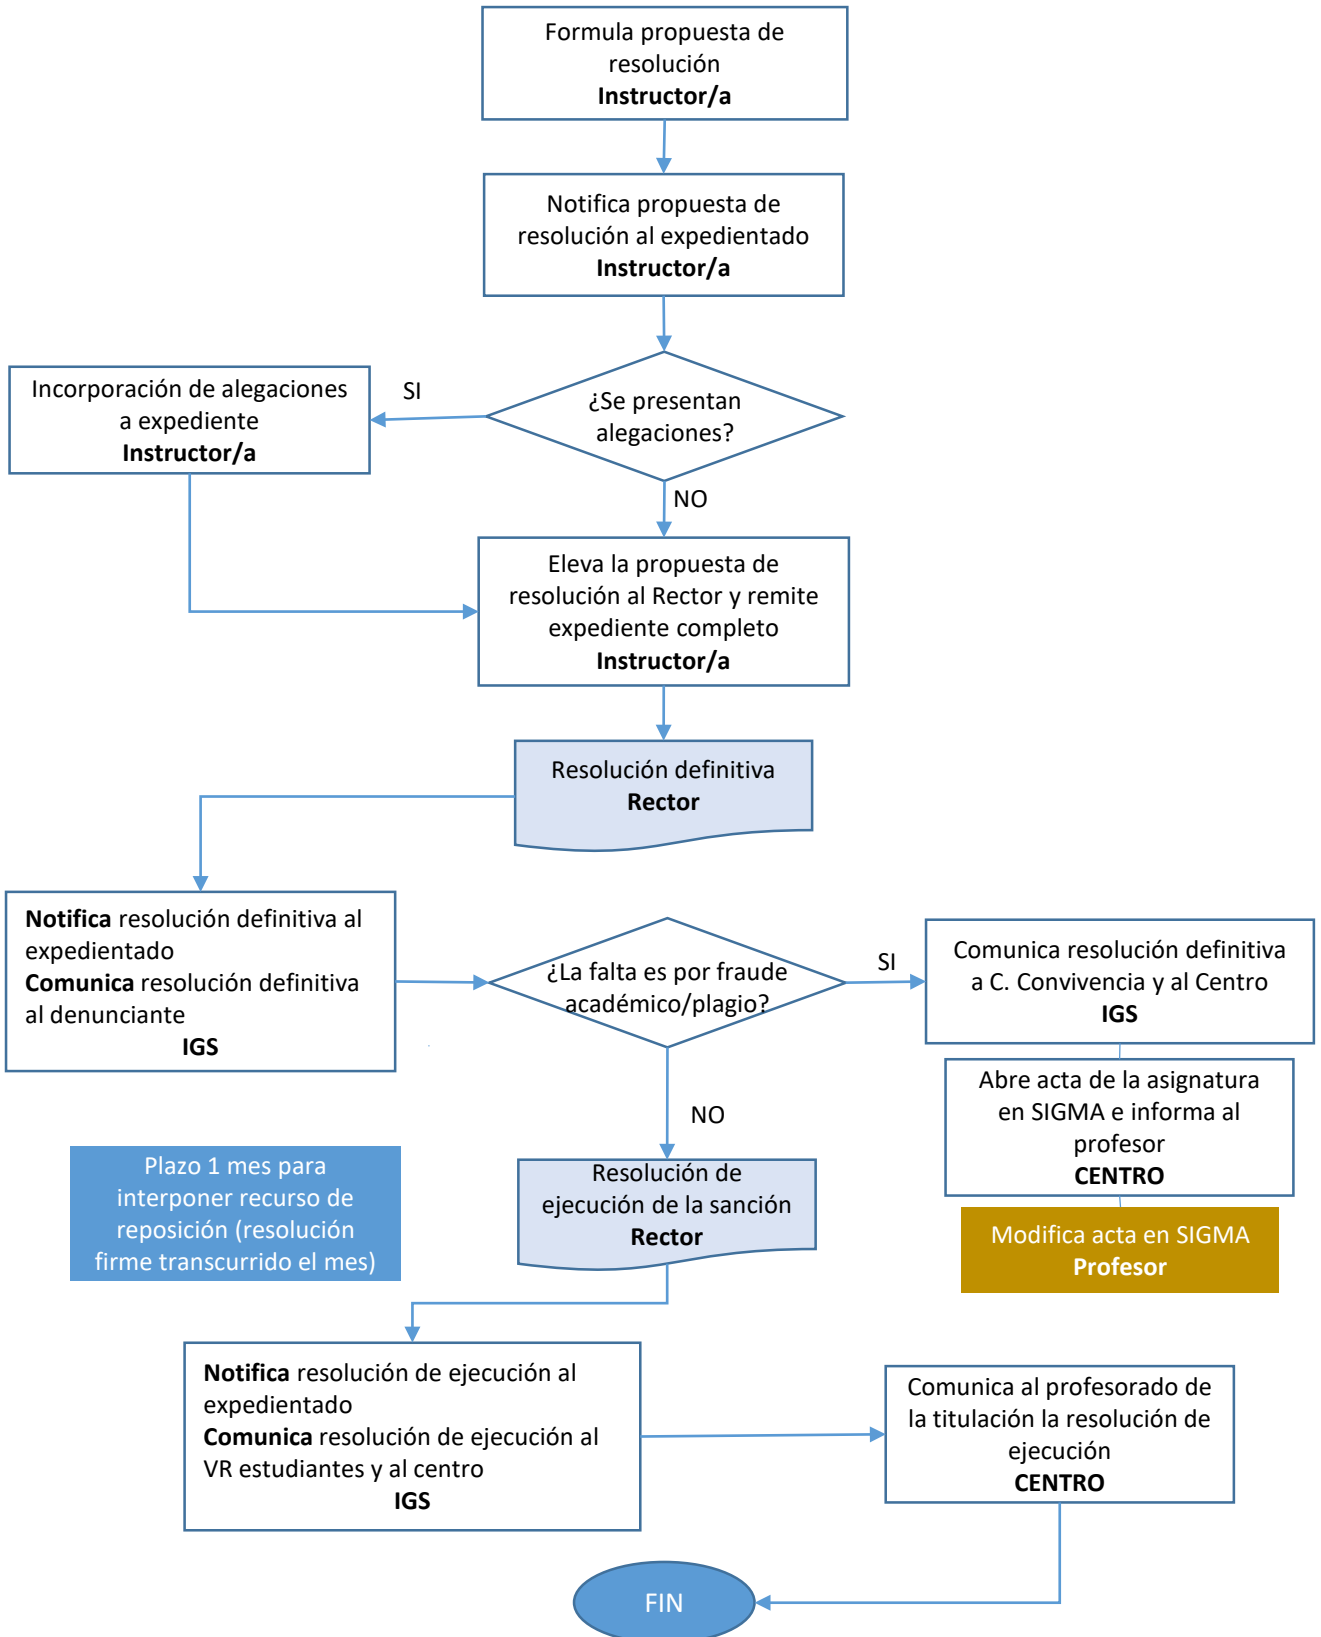 Formula propuesta de
resolución
Instructor/a
Notifica propuesta de
resolución al expedientado
Instructor/a
¿Se presentan
alegaciones?
SI
Incorporación de alegaciones
a expediente
Instructor/a
NO
Eleva la propuesta de
resolución al Rector y remite
expediente completo
Instructor/a
Resolución definitiva
Rector
Notifica resolución definitiva al
expedientado
Comunica resolución definitiva
al denunciante
IGS
¿La falta es por fraude
académico/plagio?
SI
Comunica resolución definitiva
a C. Convivencia y al Centro
IGS
Abre acta de la asignatura
en SIGMA e informa al
profesor
CENTRO
Modifica acta en SIGMA
Profesor
NO
Plazo 1 mes para
interponer recurso de
reposición (resolución
firme transcurrido el mes)
Resolución de
ejecución de la sanción
Rector
Notifica resolución de ejecución al
expedientado
Comunica resolución de ejecución al
VR estudiantes y al centro
IGS
Comunica al profesorado de
la titulación la resolución de
ejecución
CENTRO
FIN